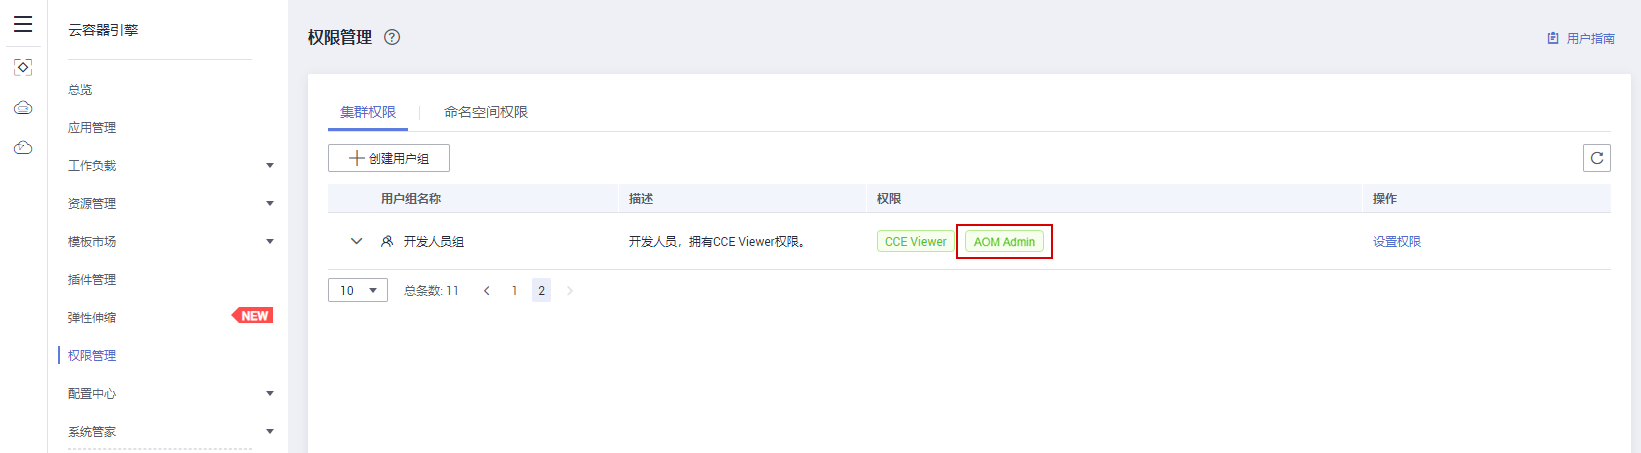 云容器引擎
总览
应用管理
工作负载
资源管理
模板市场
插件管理
弹性伸缩 NEW
权限管理
配置中心
系统管家
权限管理 ?
用户指南
集群权限 命名空间权限
创建用户组
用户组名称 描述 权限 操作
开发人员组 开发人员，拥有CCE Viewer权限。 CCE Viewer AOM Admin 设置权限
10 总条数: 11 < 1 2 >